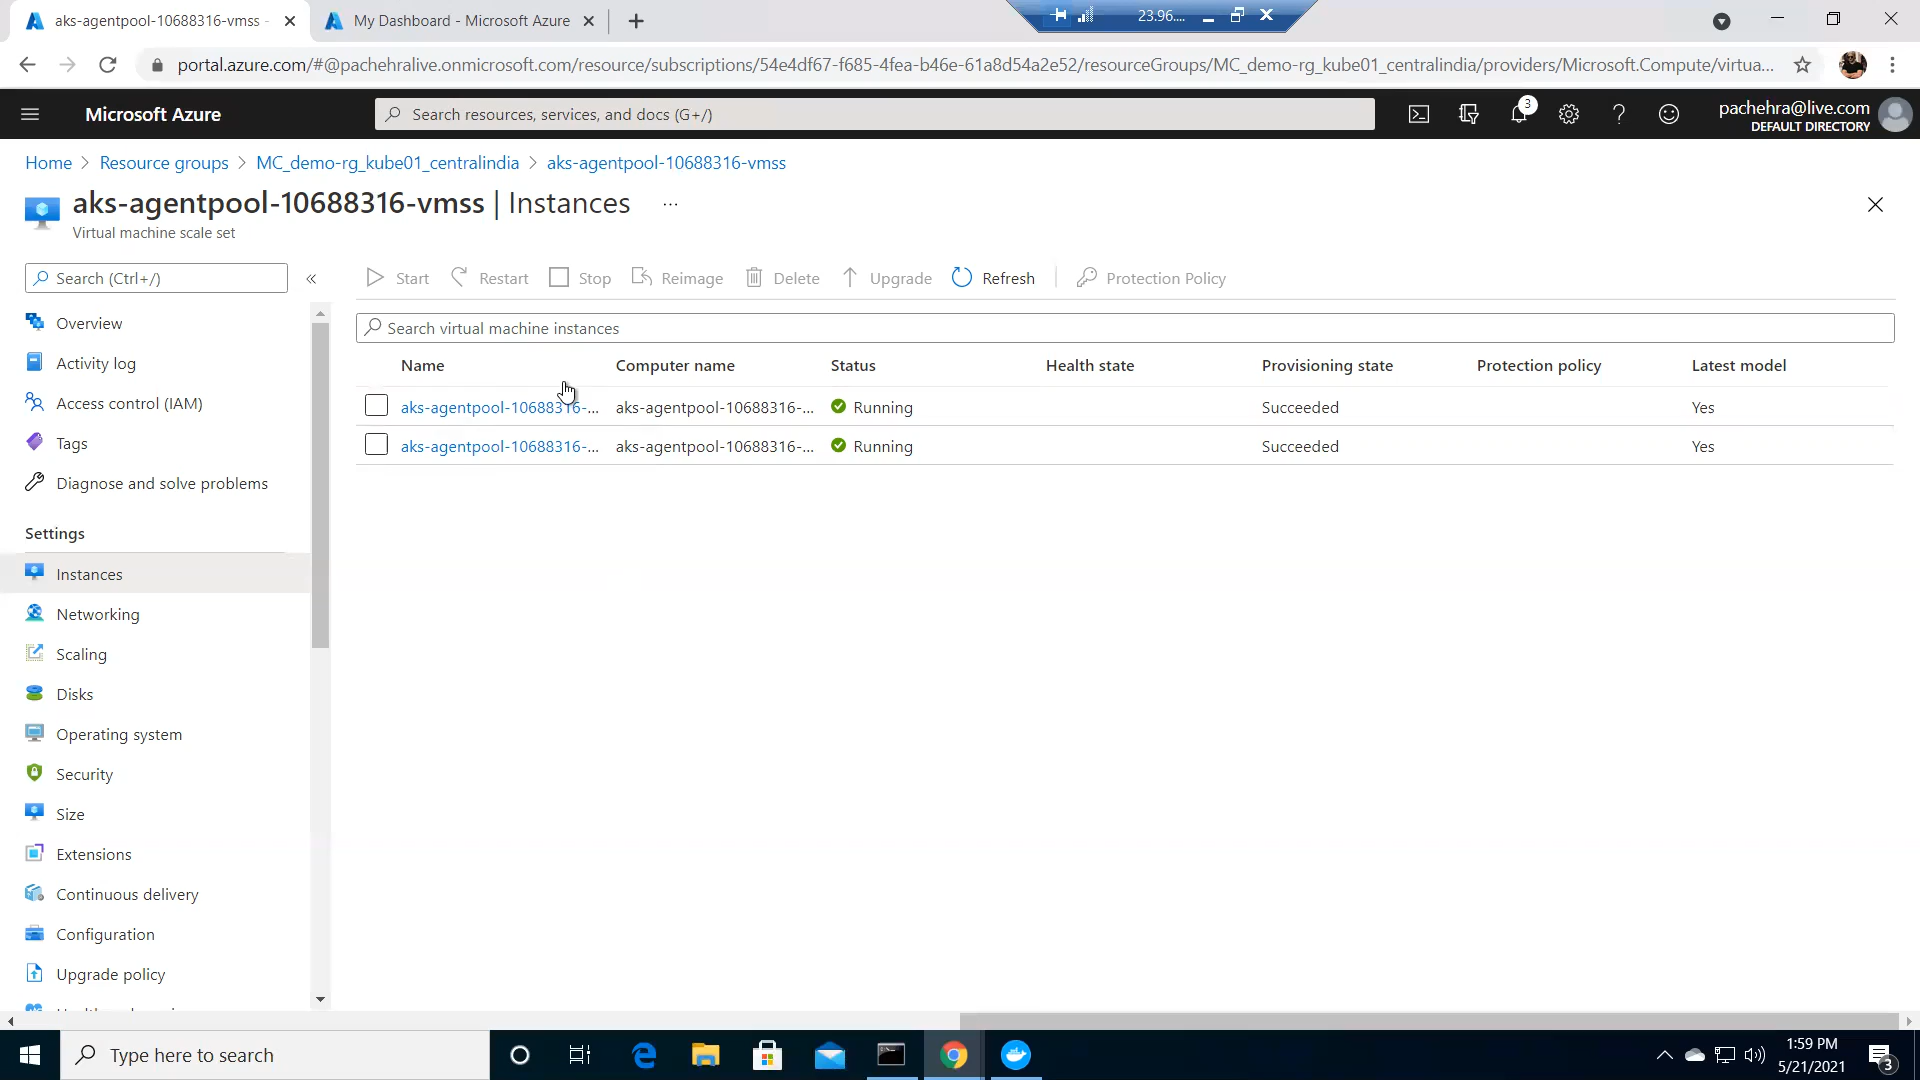 aks-agentpool-10688316-vmss -
My Dashboard - Microsoft Azure
23.96....
portal.azure.com/#@pachehralive.onmicrosoft.com/resource/subscriptions/54e4df67-f685-4fea-b46e-61a8d54a2e52/resourceGroups/MC_demo-rg_kube01_centralindia/providers/Microsoft.Compute/virtua...
Microsoft Azure
Search resources, services, and docs (G+/)
3
pachehra@live.com
DEFAULT DIRECTORY
Home > Resource groups > MC_demo-rg_kube01_centralindia > aks-agentpool-10688316-vmss
aks-agentpool-10688316-vmss | Instances ...
Virtual machine scale set
Search (Ctrl+/)
«
Start Restart Stop Reimage Delete Upgrade Refresh Protection Policy
Overview
Activity log
Access control (IAM)
Tags
Diagnose and solve problems
Settings
Instances
Networking
Scaling
Disks
Operating system
Security
Size
Extensions
Continuous delivery
Configuration
Upgrade policy
Search virtual machine instances
Name Computer name Status Health state Provisioning state Protection policy Latest model
aks-agentpool-10688316-... aks-agentpool-10688316-... Running Succeeded Yes
aks-agentpool-10688316-... aks-agentpool-10688316-... Running Succeeded Yes
Type here to search
1:59 PM
5/21/2021
3